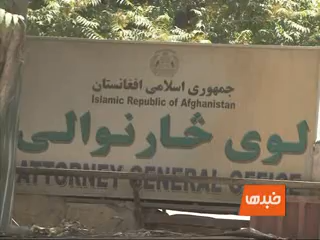 جمهوری اسلامی افغانستان
Islamic Republic of Afghanistan
لوی څارنوالی
ATTORNEY GENERAL OFFICE
خبرها